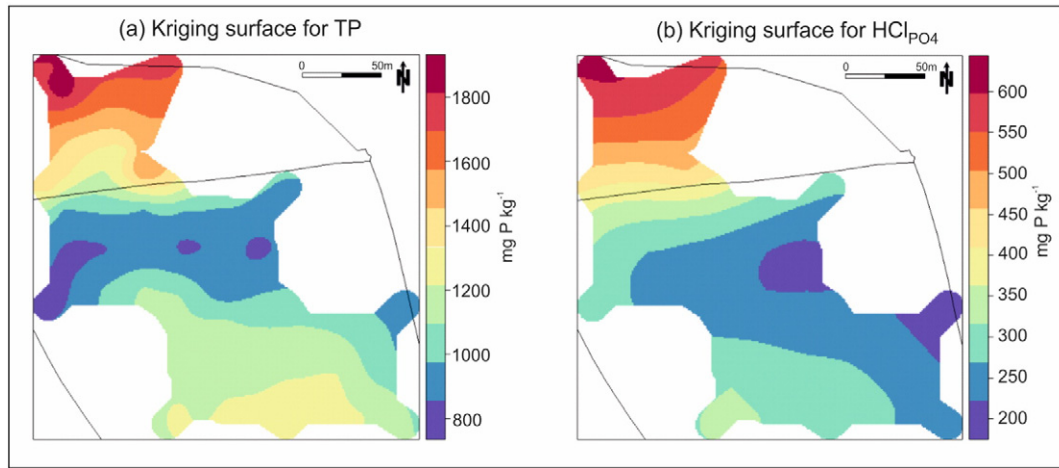 (a) Kriging surface for TP
(b) Kriging surface for HClPO4
0 50m
N
1800
1600
1400
1200
1000
800
mg P kg-1
0 50m
N
600
550
500
450
400
350
300
250
200
mg P kg-1